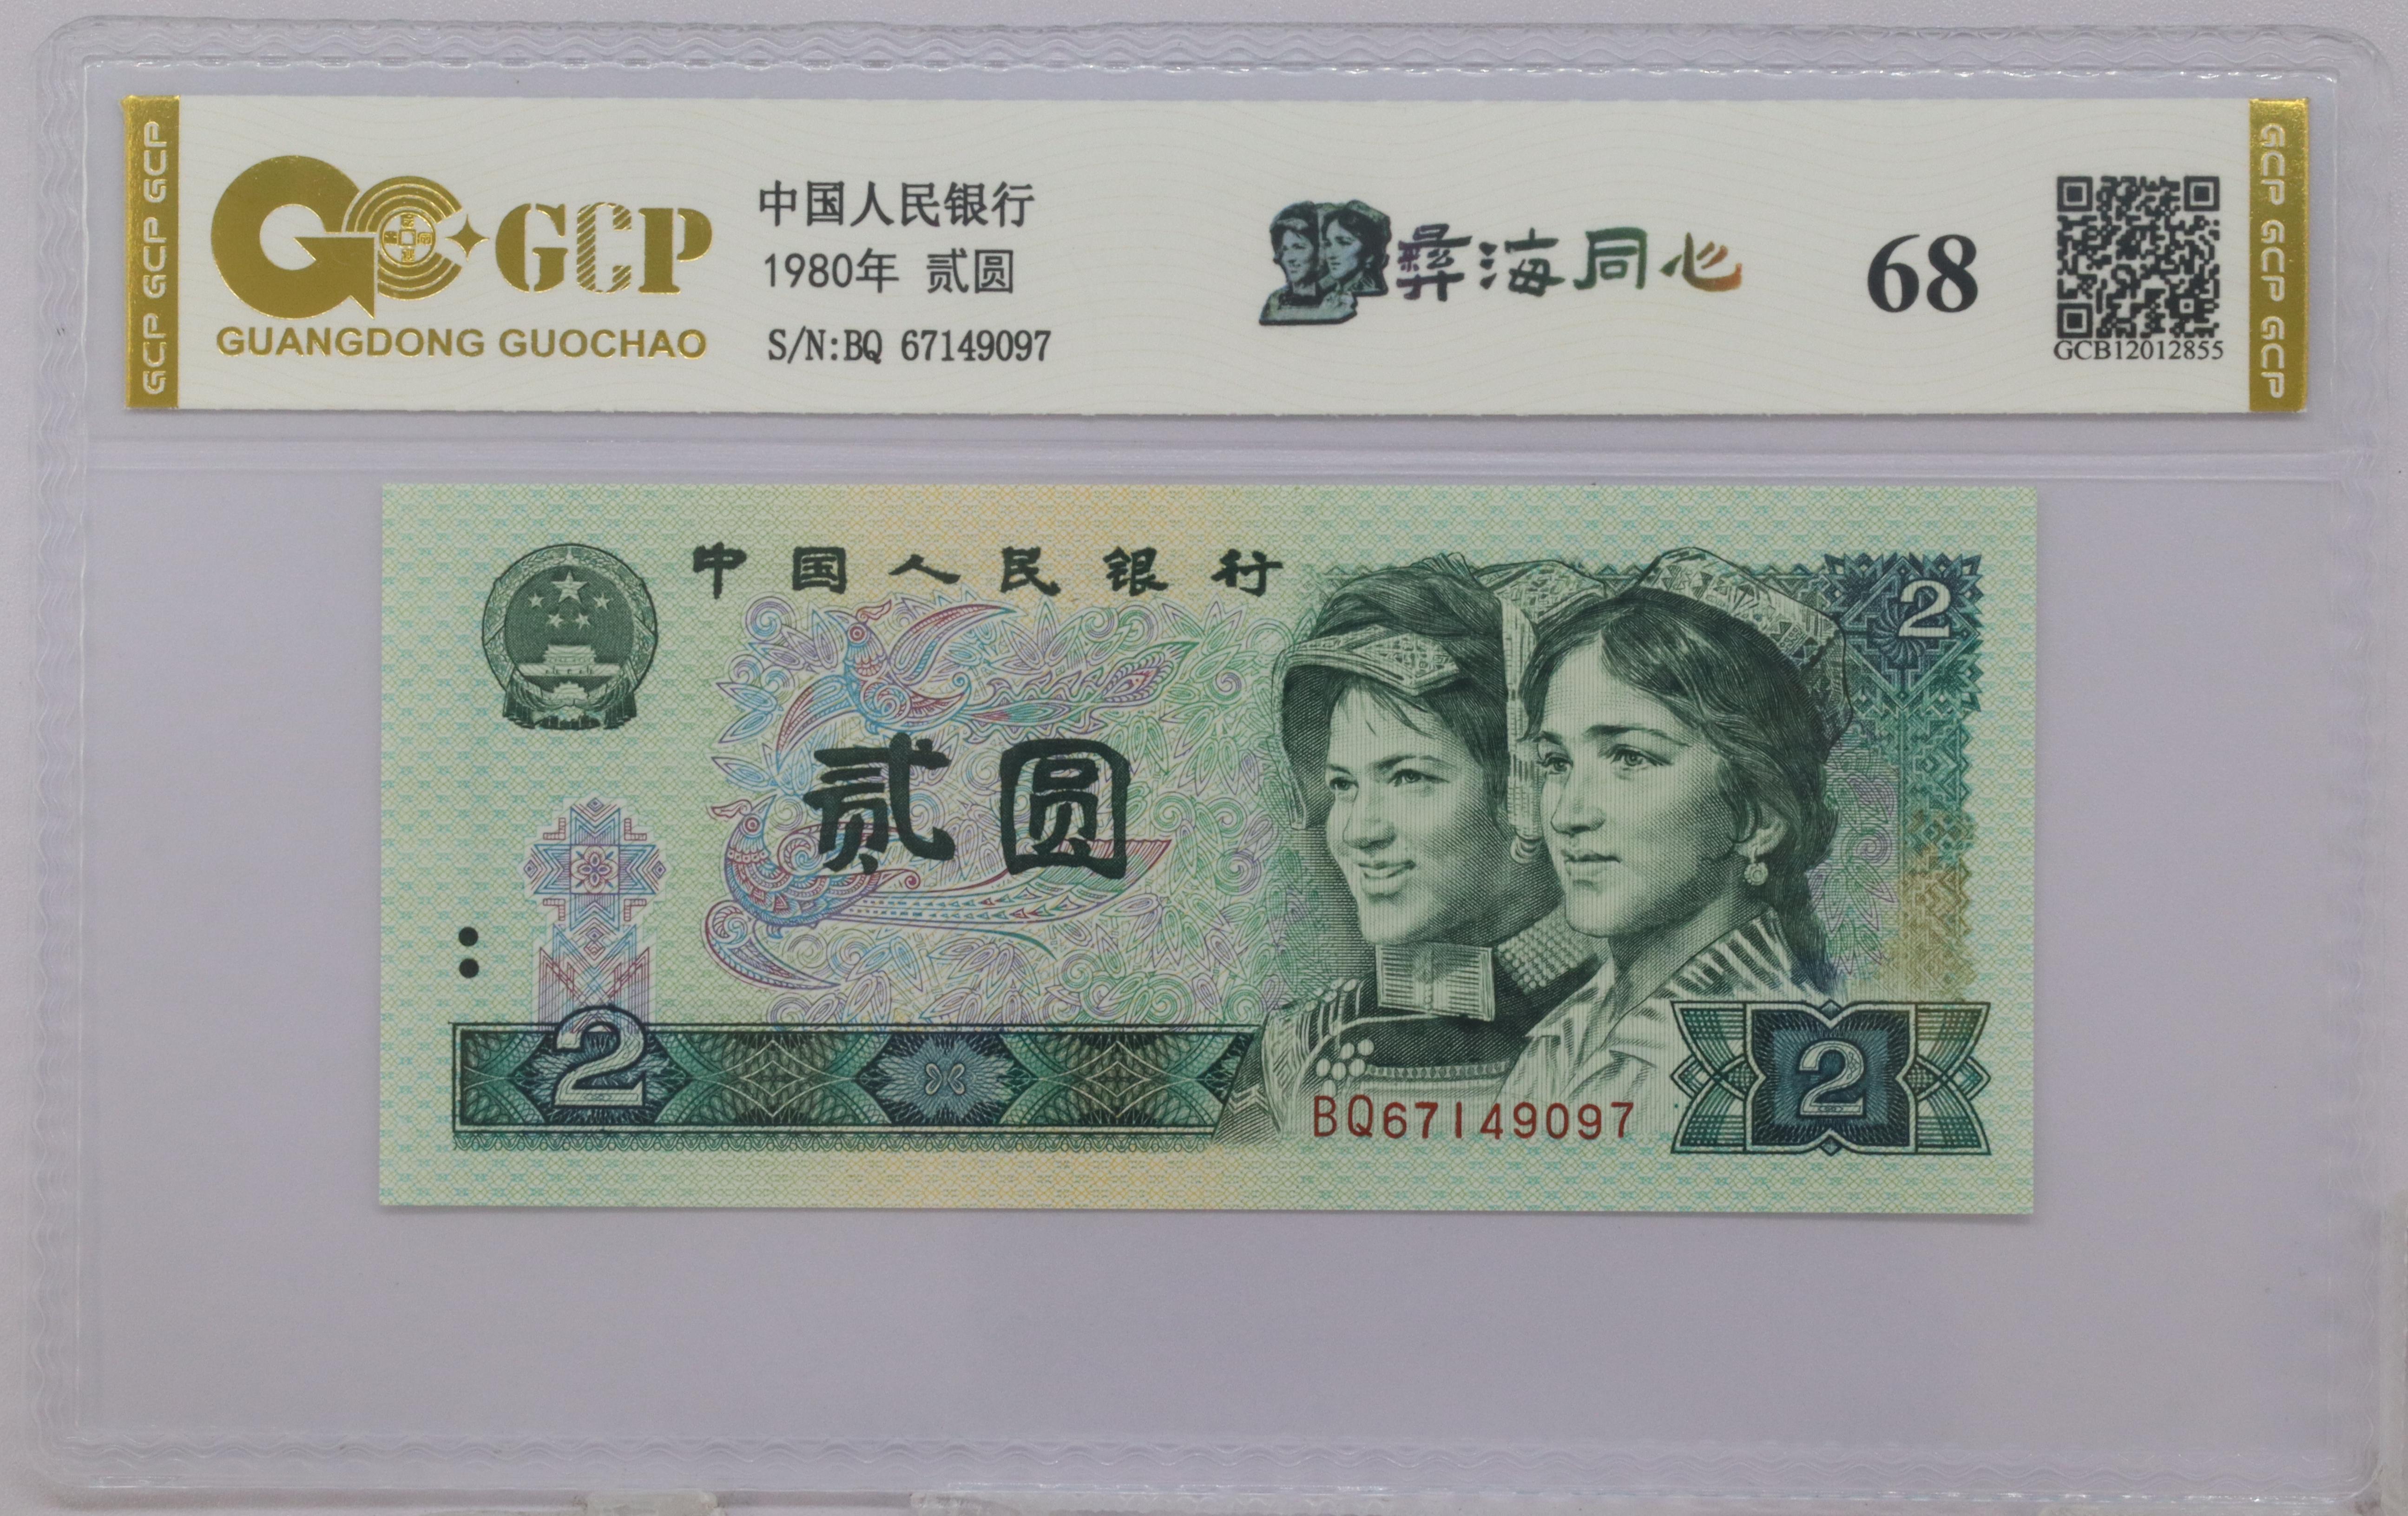 GCP GCP GCP GCP
GCP
GUANGDONG GUOCHAO
中国人民银行
1980年 贰圆
S/N:BQ 67149097
彝海同心
68
GCB12012855
GCP GCP GCP GCP
中国人民银行
2
贰圆
2
BQ67149097
2